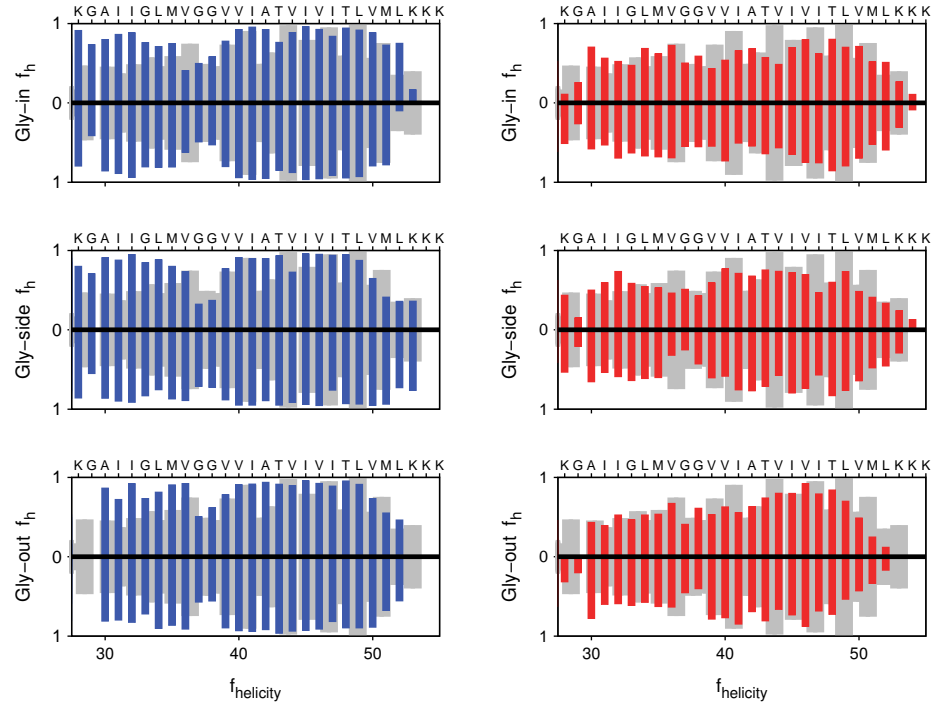 K G A I I G L M V G G V V I A T V I V I T L V M L K K K
K G A I I G L M V G G V V I A T V I V I T L V M L K K K
1
0
1
Gly-in f_h
1
0
1
Gly-in f_h
K G A I I G L M V G G V V I A T V I V I T L V M L K K K
K G A I I G L M V G G V V I A T V I V I T L V M L K K K
1
0
1
Gly-side f_h
1
0
1
Gly-side f_h
K G A I I G L M V G G V V I A T V I V I T L V M L K K K
K G A I I G L M V G G V V I A T V I V I T L V M L K K K
1
0
1
Gly-out f_h
1
0
1
Gly-out f_h
30 40 50
30 40 50
f_helicity
f_helicity